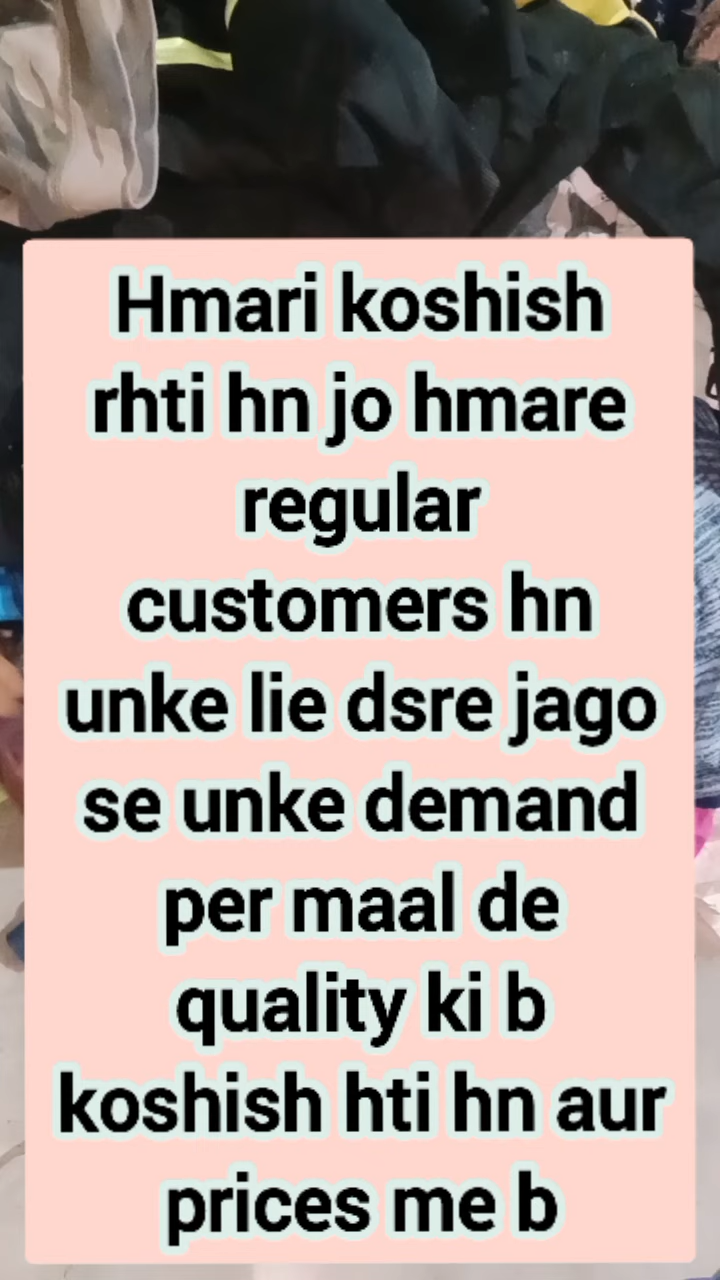 Hmari koshish
rhti hn jo hmare
regular
customers hn
unke lie dsre jago
se unke demand
per maal de
quality ki b
koshish hti hn aur
prices me b